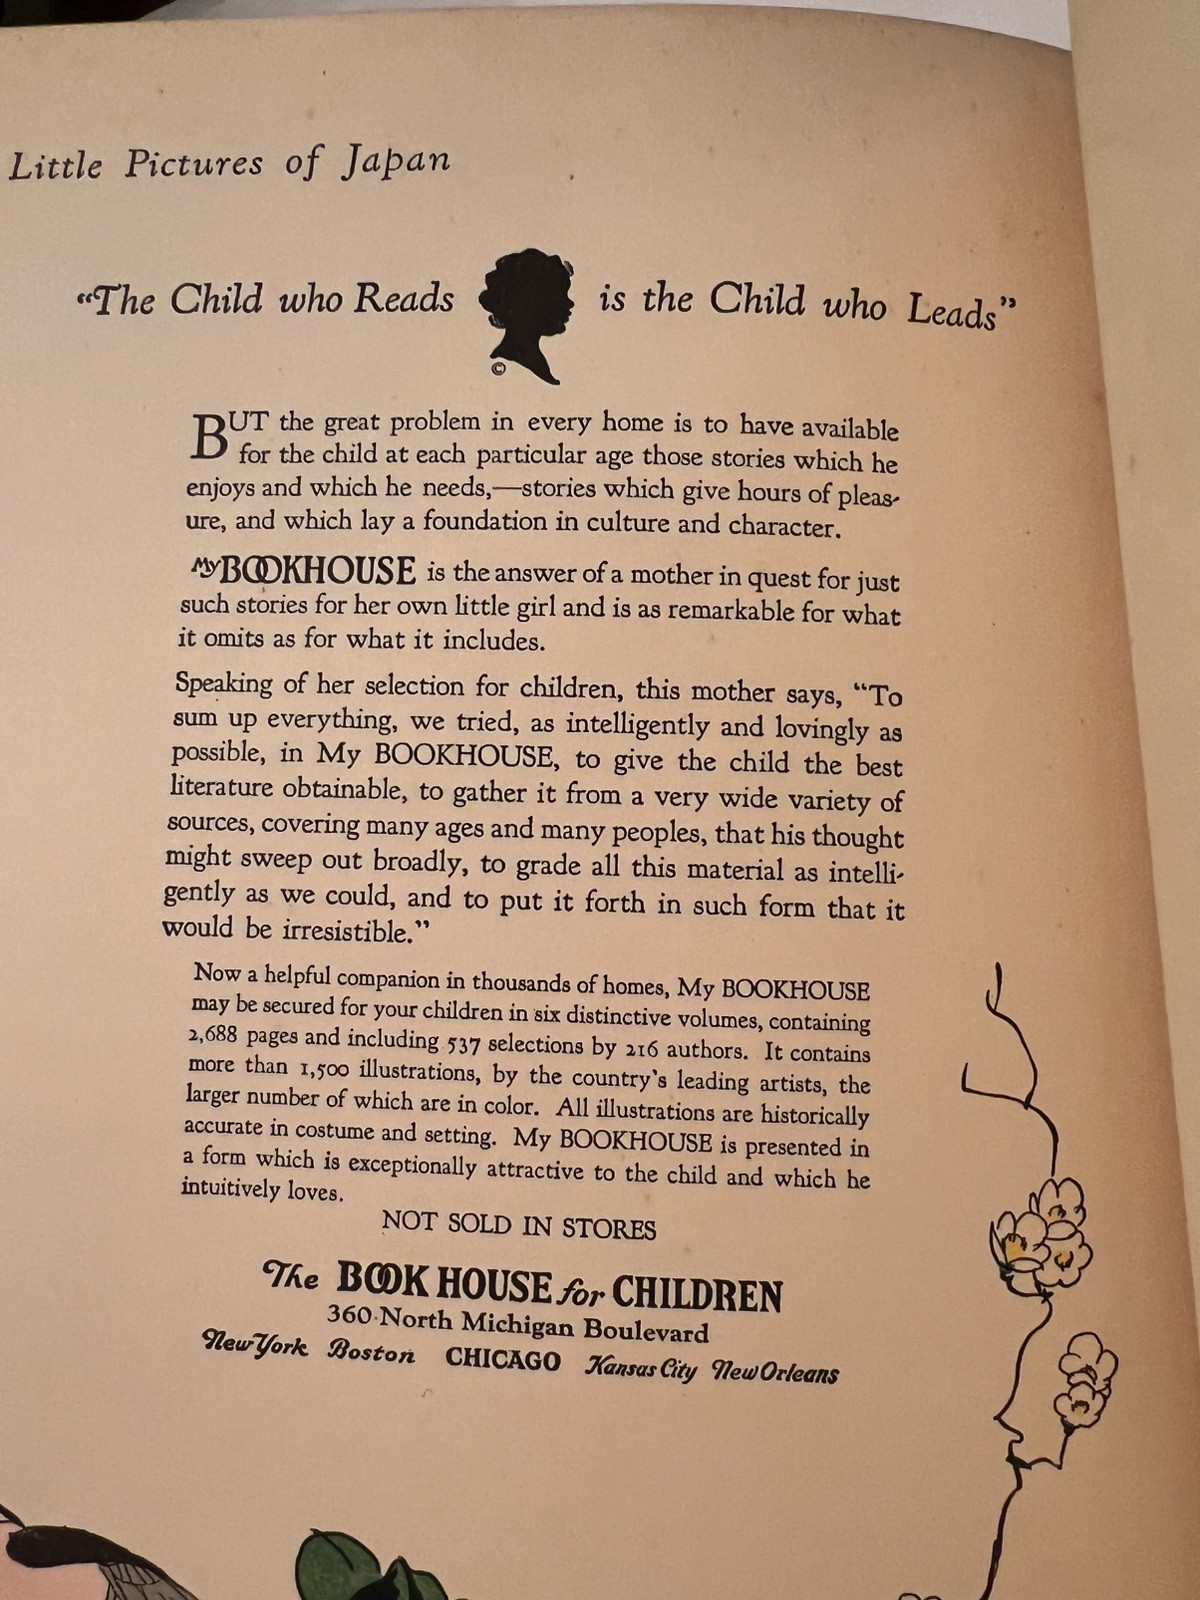 Little Pictures of Japan
“The Child who Reads is the Child who Leads”
©
BUT the great problem in every home is to have available
for the child at each particular age those stories which he
enjoys and which he needs,—stories which give hours of pleas-
ure, and which lay a foundation in culture and character.
My BOOKHOUSE is the answer of a mother in quest for just
such stories for her own little girl and is as remarkable for what
it omits as for what it includes.
Speaking of her selection for children, this mother says, “To
sum up everything, we tried, as intelligently and lovingly as
possible, in My BOOKHOUSE, to give the child the best
literature obtainable, to gather it from a very wide variety of
sources, covering many ages and many peoples, that his thought
might sweep out broadly, to grade all this material as intelli-
gently as we could, and to put it forth in such form that it
would be irresistible.”
Now a helpful companion in thousands of homes, My BOOKHOUSE
may be secured for your children in six distinctive volumes, containing
2,688 pages and including 537 selections by 216 authors. It contains
more than 1,500 illustrations, by the country’s leading artists, the
larger number of which are in color. All illustrations are historically
accurate in costume and setting. My BOOKHOUSE is presented in
a form which is exceptionally attractive to the child and which he
intuitively loves.
NOT SOLD IN STORES
The BOOK HOUSE for CHILDREN
360 North Michigan Boulevard
New York Boston CHICAGO Kansas City New Orleans